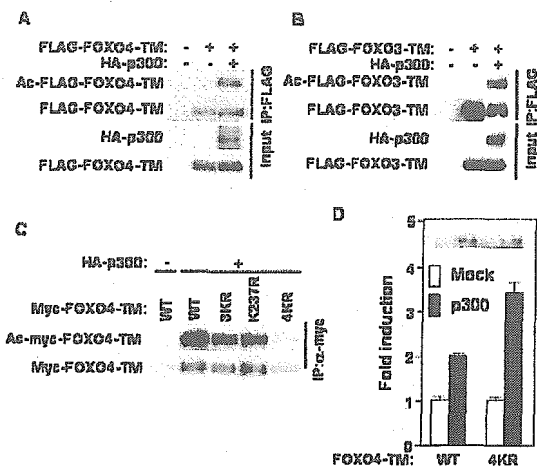 A
FLAG-FOXO4-TM: - + +
HA-p300: - - +
Ac-FLAG-FOXO4-TM
FLAG-FOXO4-TM
HA-p300
FLAG-FOXO4-TM
IP:FLAG
Input
B
FLAG-FOXO3-TM: - + +
HA-p300: - - +
Ac-FLAG-FOXO3-TM
FLAG-FOXO3-TM
HA-p300
FLAG-FOXO3-TM
IP:FLAG
Input
C
HA-p300: - +
Myc-FOXO4-TM: WT WT 3KR K237R 4KR
Ac-myc-FOXO4-TM
Myc-FOXO4-TM
IP:α-myc
D
Fold induction
5
4
3
2
1
0
Mock
p300
FOXO4-TM: WT 4KR